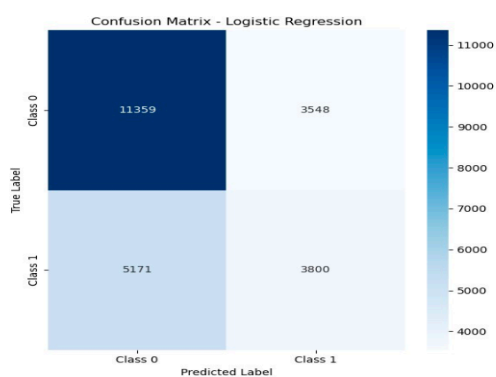 Confusion Matrix - Logistic Regression
True Label
Class 0
Class 1
11359
3548
5171
3800
Class 0
Class 1
Predicted Label
11000
10000
9000
8000
7000
6000
5000
4000